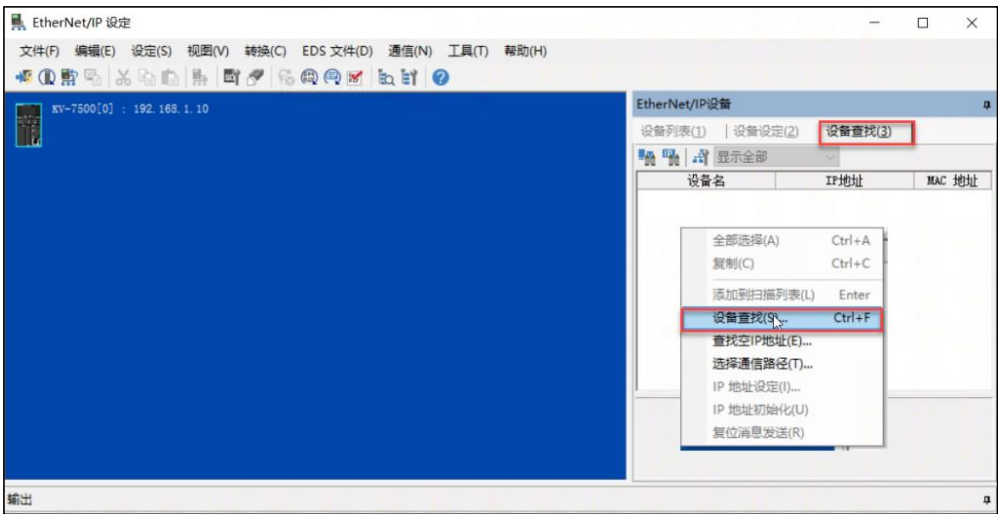 EtherNet/IP 设定
文件(F) 编辑(E) 设定(S) 视图(V) 转换(C) EDS 文件(D) 通信(N) 工具(T) 帮助(H)
KV-7500[0] : 192.168.1.10
EtherNet/IP设备
设备列表(1) 设备设定(2) 设备查找(3)
显示全部
设备名 IP地址 MAC 地址
全部选择(A) Ctrl+A
复制(C) Ctrl+C
添加到扫描列表(L) Enter
设备查找(S)... Ctrl+F
查找空IP地址(E)...
选择通信路径(T)...
IP 地址设定(I)...
IP 地址初始化(U)
复位消息发送(R)
输出